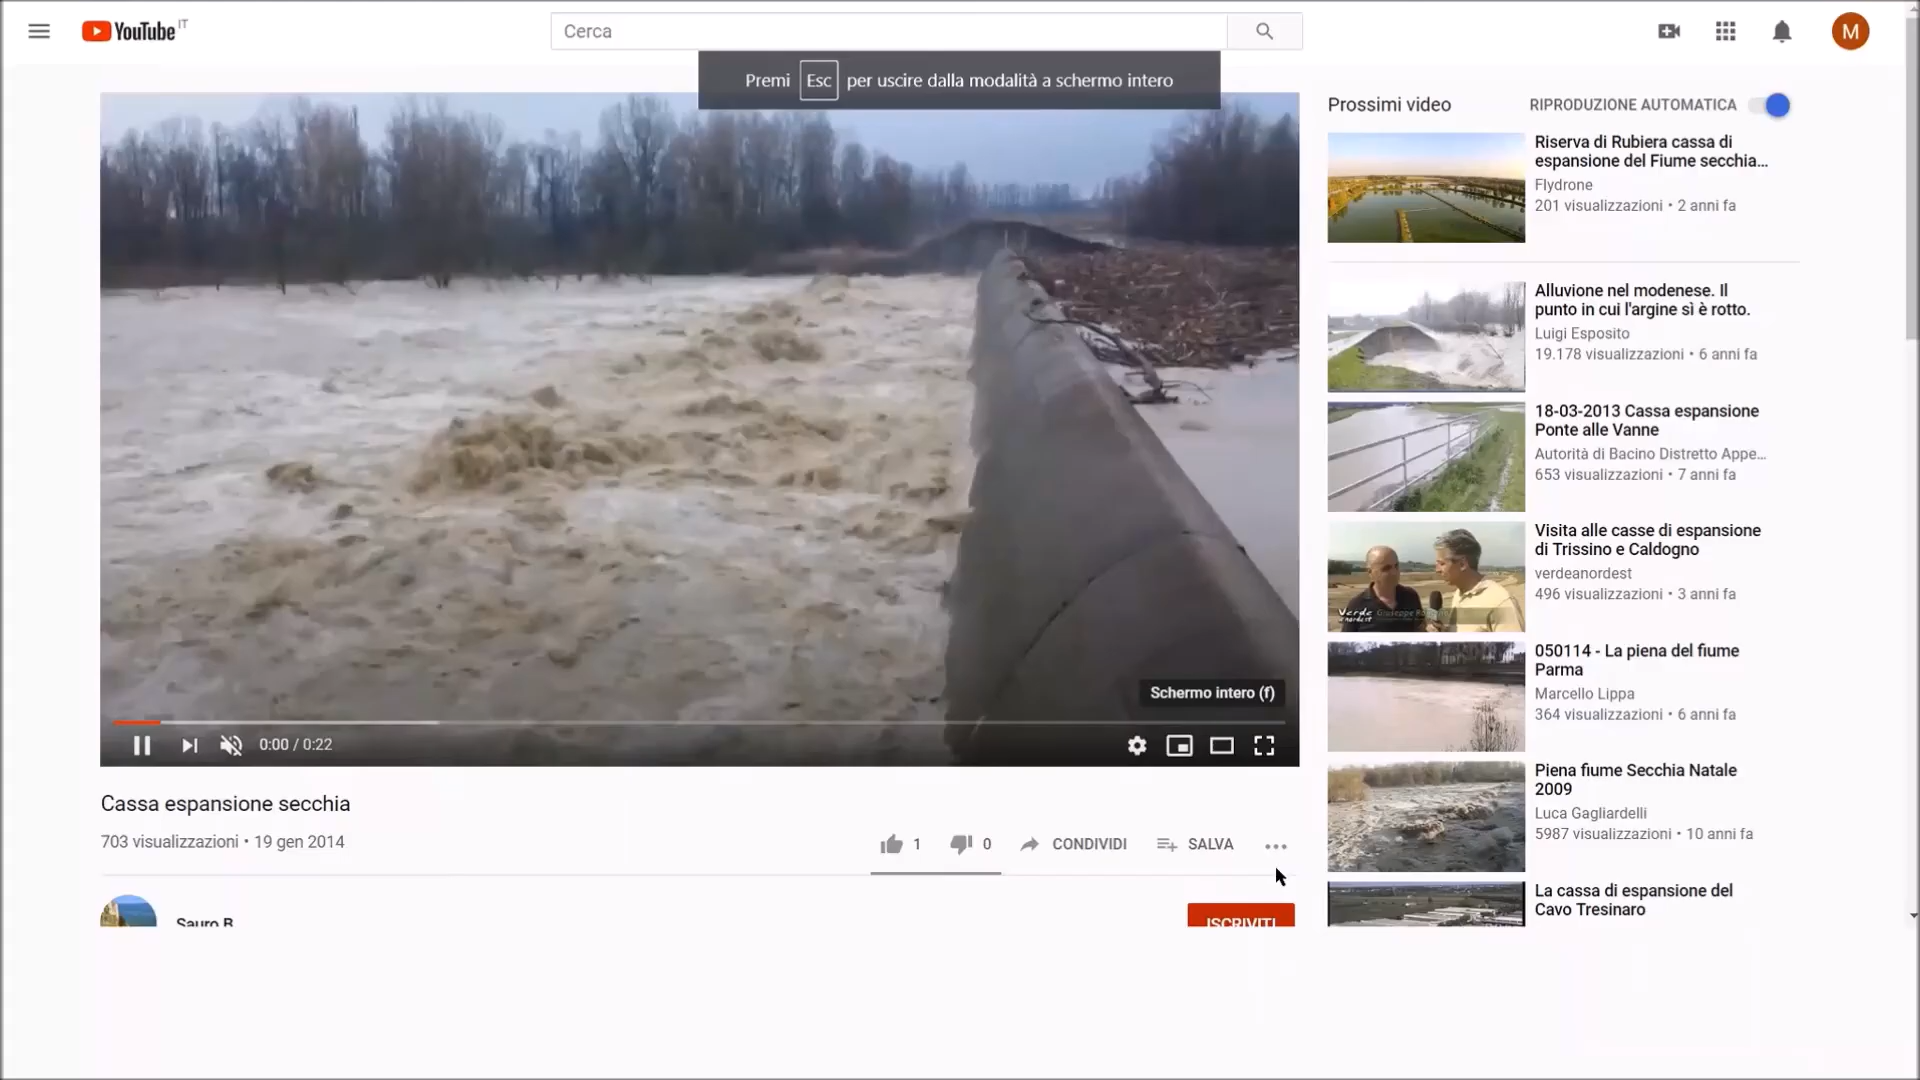 YouTube IT
Cerca
M
Premi Esc per uscire dalla modalità a schermo intero
Schermo intero (f)
0:00 / 0:22
Cassa espansione secchia
703 visualizzazioni • 19 gen 2014
1
0
CONDIVIDI
SALVA
Sauro B
ISCRIVITI
Prossimi video
RIPRODUZIONE AUTOMATICA
Riserva di Rubiera cassa di
espansione del Fiume secchia...
Flydrone
201 visualizzazioni • 2 anni fa
Alluvione nel modenese. Il
punto in cui l'argine sì è rotto.
Luigi Esposito
19.178 visualizzazioni • 6 anni fa
18-03-2013 Cassa espansione
Ponte alle Vanne
Autorità di Bacino Distretto Appe...
653 visualizzazioni • 7 anni fa
Verde
Visita alle casse di espansione
di Trissino e Caldogno
verdeanordest
496 visualizzazioni • 3 anni fa
050114 - La piena del fiume
Parma
Marcello Lippa
364 visualizzazioni • 6 anni fa
Piena fiume Secchia Natale
2009
Luca Gagliardelli
5987 visualizzazioni • 10 anni fa
La cassa di espansione del
Cavo Tresinaro